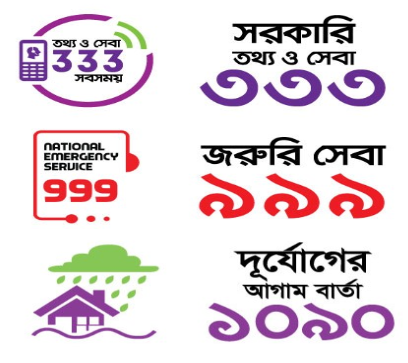 তথ্য ও সেবা
333
সবসময়
সরকারি
তথ্য ও সেবা
৩৩৩
NATIONAL
EMERGENCY
SERVICE
999
জরুরি সেবা
৯৯৯
দূর্যোগের
আগাম বার্তা
১০৯০